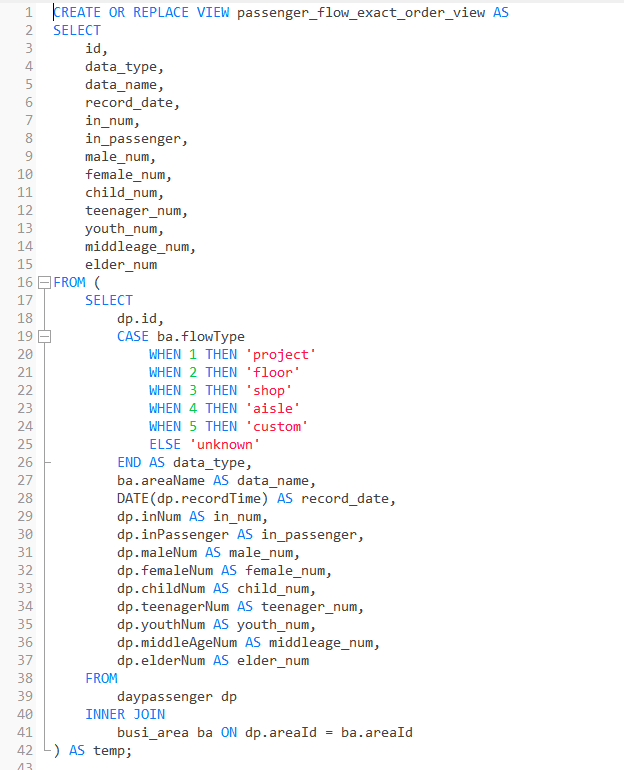 1 CREATE OR REPLACE VIEW passenger_flow_exact_order_view AS
2 SELECT
3     id,
4     data_type,
5     data_name,
6     record_date,
7     in_num,
8     in_passenger,
9     male_num,
10     female_num,
11     child_num,
12     teenager_num,
13     youth_num,
14     middleage_num,
15     elder_num
16 FROM (
17     SELECT
18         dp.id,
19         CASE ba.flowType
20             WHEN 1 THEN 'project'
21             WHEN 2 THEN 'floor'
22             WHEN 3 THEN 'shop'
23             WHEN 4 THEN 'aisle'
24             WHEN 5 THEN 'custom'
25             ELSE 'unknown'
26         END AS data_type,
27         ba.areaName AS data_name,
28         DATE(dp.recordTime) AS record_date,
29         dp.inNum AS in_num,
30         dp.inPassenger AS in_passenger,
31         dp.maleNum AS male_num,
32         dp.femaleNum AS female_num,
33         dp.childNum AS child_num,
34         dp.teenagerNum AS teenager_num,
35         dp.youthNum AS youth_num,
36         dp.middleAgeNum AS middleage_num,
37         dp.elderNum AS elder_num
38     FROM
39         daypassenger dp
40     INNER JOIN
41         busi_area ba ON dp.areaId = ba.areaId
42 ) AS temp;
43